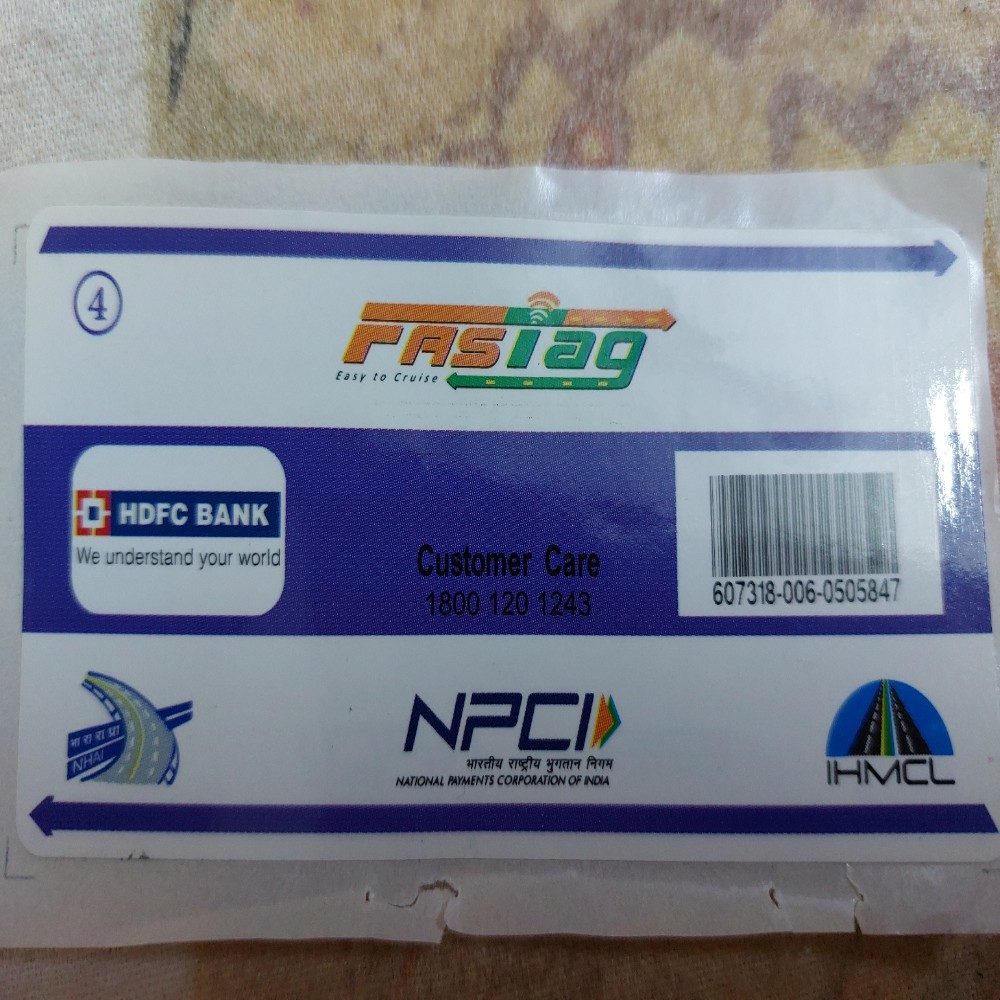 4
FASTag
Easy to Cruise
HDFC BANK
We understand your world
Customer Care
1800 120 1243
607318-006-0505847
भा रा रा प्रा
NHAI
NPCI
भारतीय राष्ट्रीय भुगतान निगम
NATIONAL PAYMENTS CORPORATION OF INDIA
IHMCL